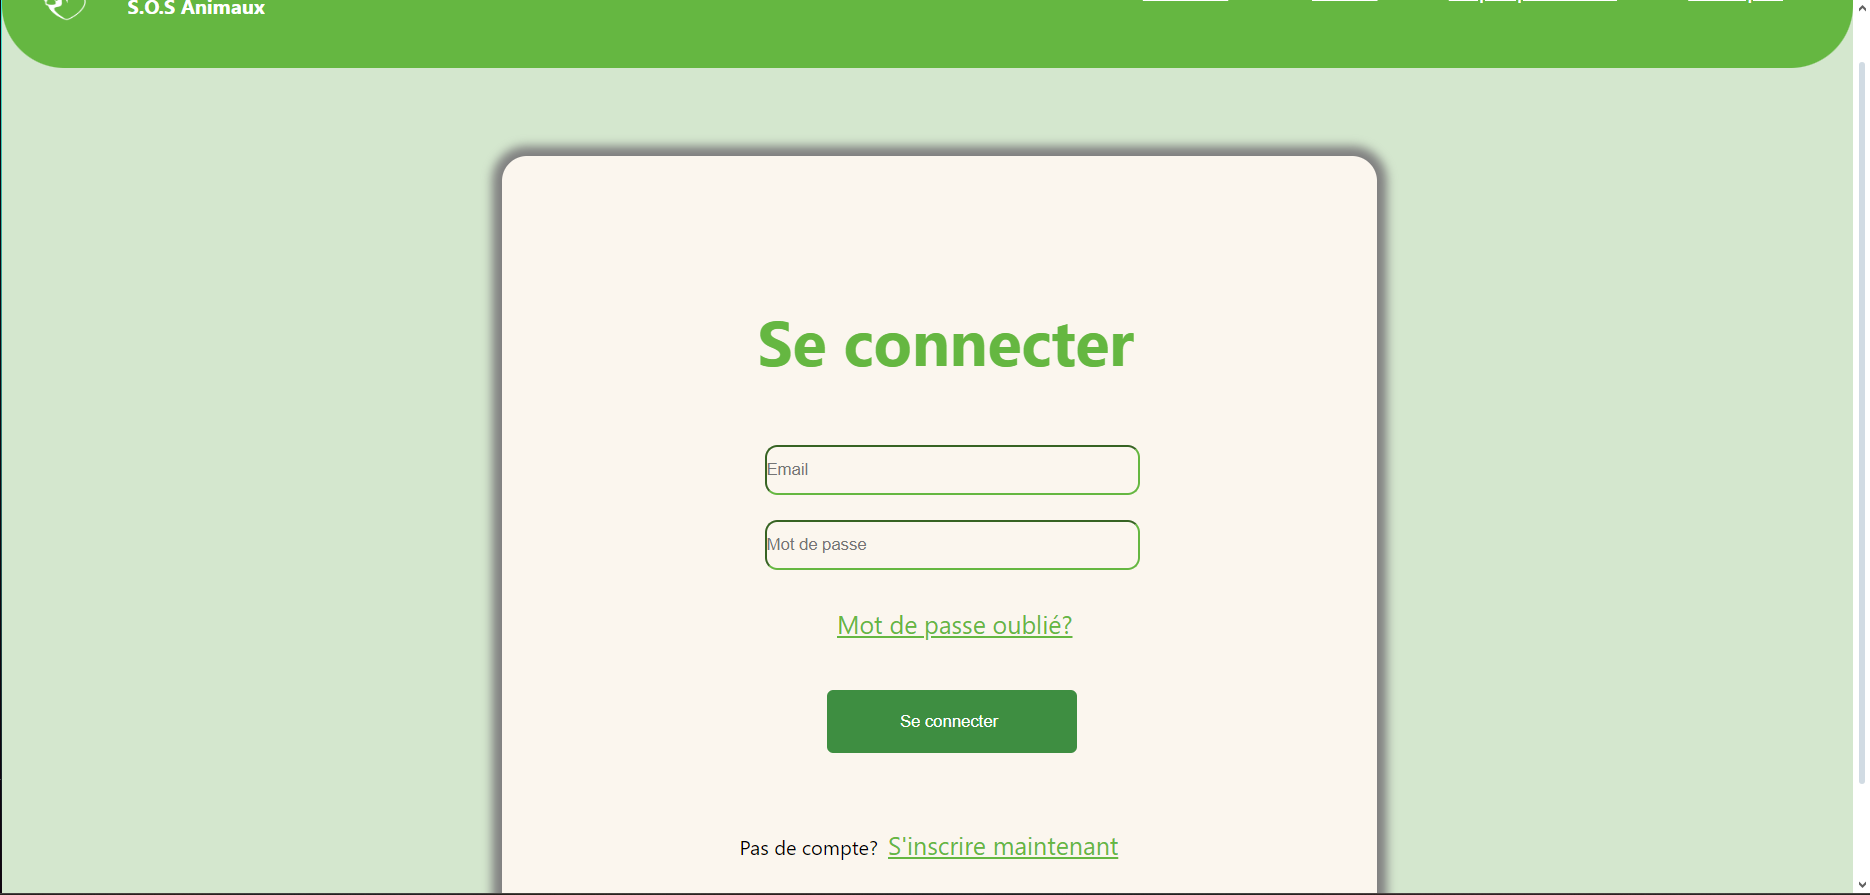 S.O.S Animaux
Se connecter
Email
Mot de passe
Mot de passe oublié?
Se connecter
Pas de compte? S'inscrire maintenant